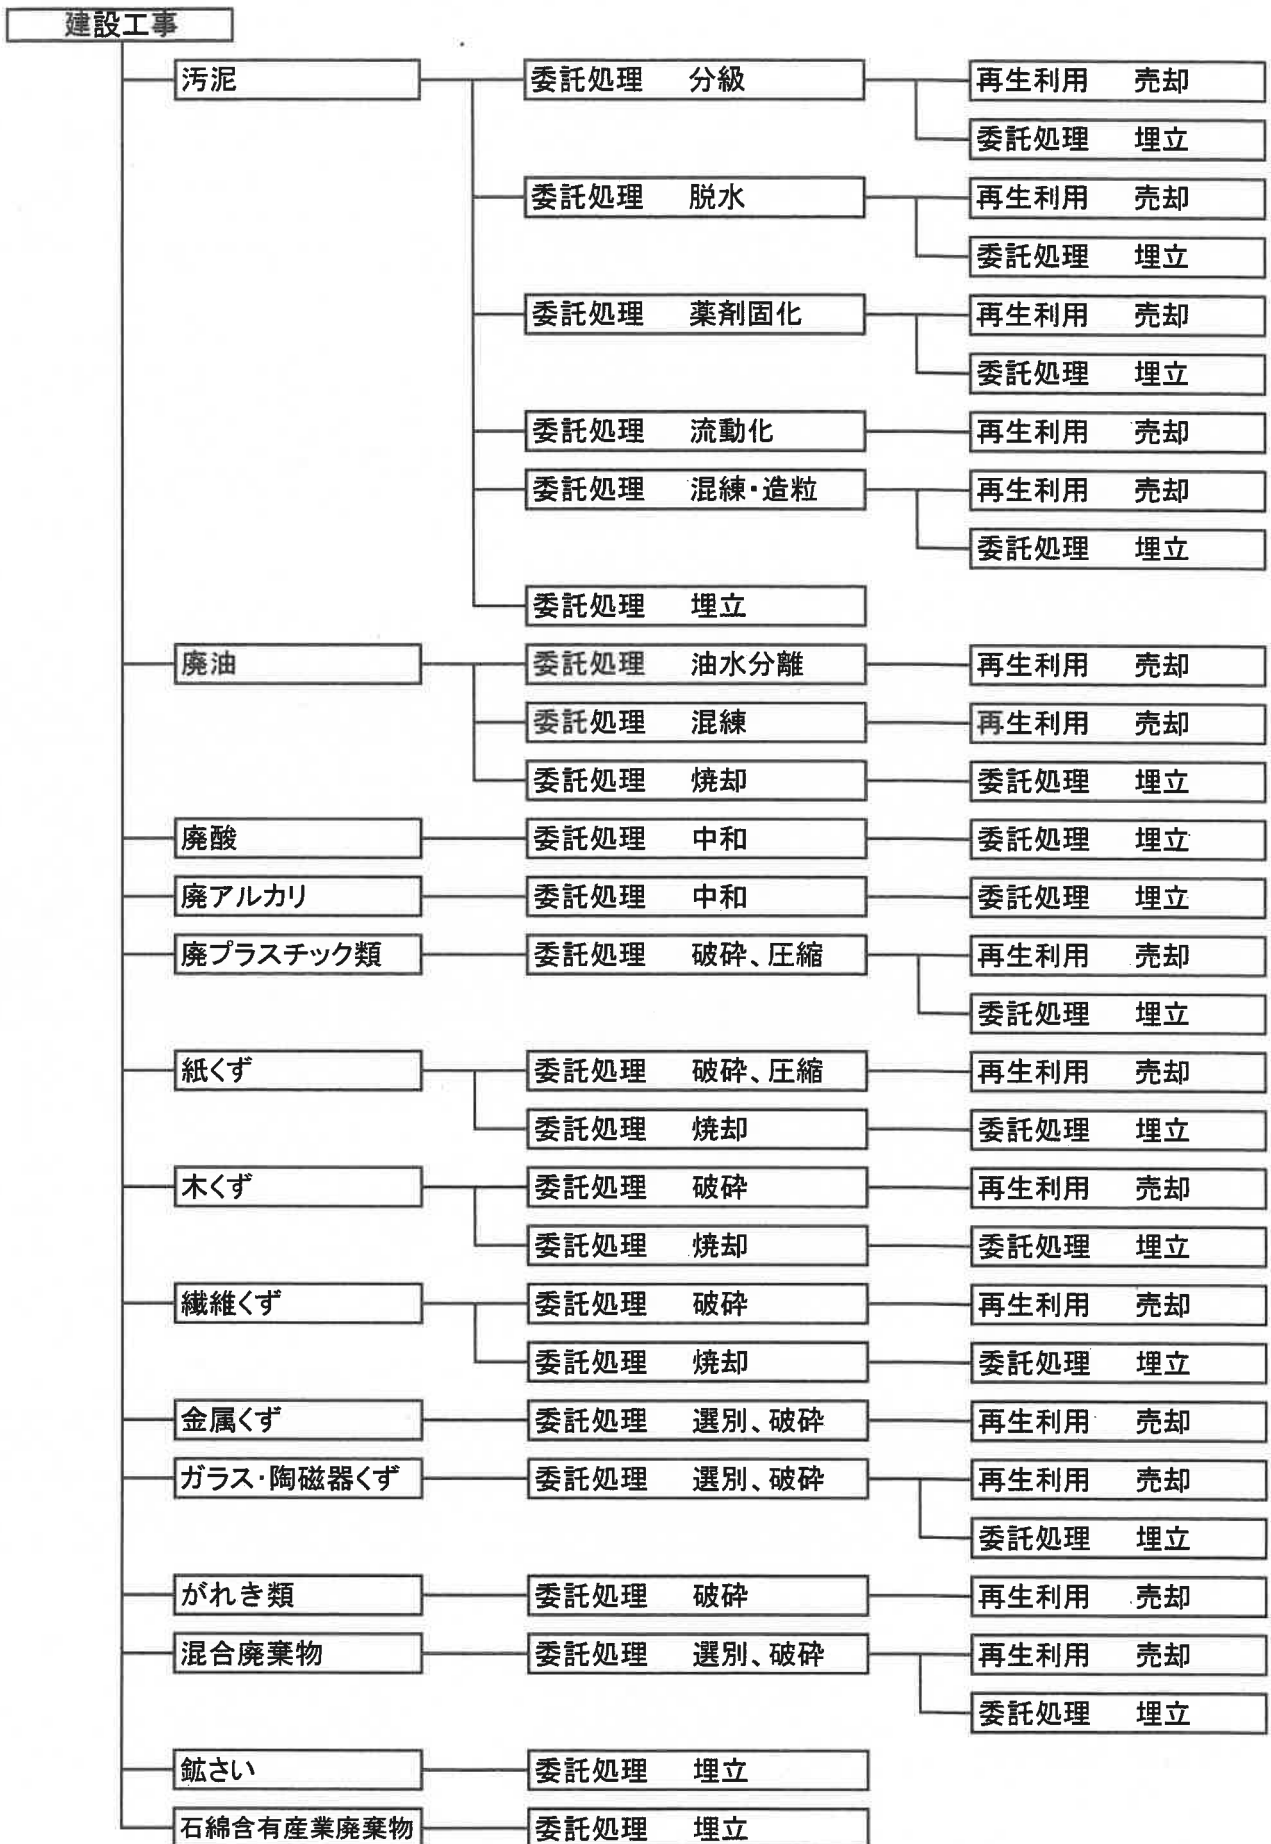 建設工事
汚泥 委託処理 分級 再生利用 売却
委託処理 埋立
委託処理 脱水 再生利用 売却
委託処理 埋立
委託処理 薬剤固化 再生利用 売却
委託処理 埋立
委託処理 流動化 再生利用 売却
委託処理 混練・造粒 再生利用 売却
委託処理 埋立
委託処理 埋立
廃油 委託処理 油水分離 再生利用 売却
委託処理 混練 再生利用 売却
委託処理 焼却 委託処理 埋立
廃酸 委託処理 中和 委託処理 埋立
廃アルカリ 委託処理 中和 委託処理 埋立
廃プラスチック類 委託処理 破砕、圧縮 再生利用 売却
委託処理 埋立
紙くず 委託処理 破砕、圧縮 再生利用 売却
委託処理 焼却 委託処理 埋立
木くず 委託処理 破砕 再生利用 売却
委託処理 焼却 委託処理 埋立
繊維くず 委託処理 破砕 再生利用 売却
委託処理 焼却 委託処理 埋立
金属くず 委託処理 選別、破砕 再生利用 売却
ガラス・陶磁器くず 委託処理 選別、破砕 再生利用 売却
委託処理 埋立
がれき類 委託処理 破砕 再生利用 売却
混合廃棄物 委託処理 選別、破砕 再生利用 売却
委託処理 埋立
鉱さい 委託処理 埋立
石綿含有産業廃棄物 委託処理 埋立